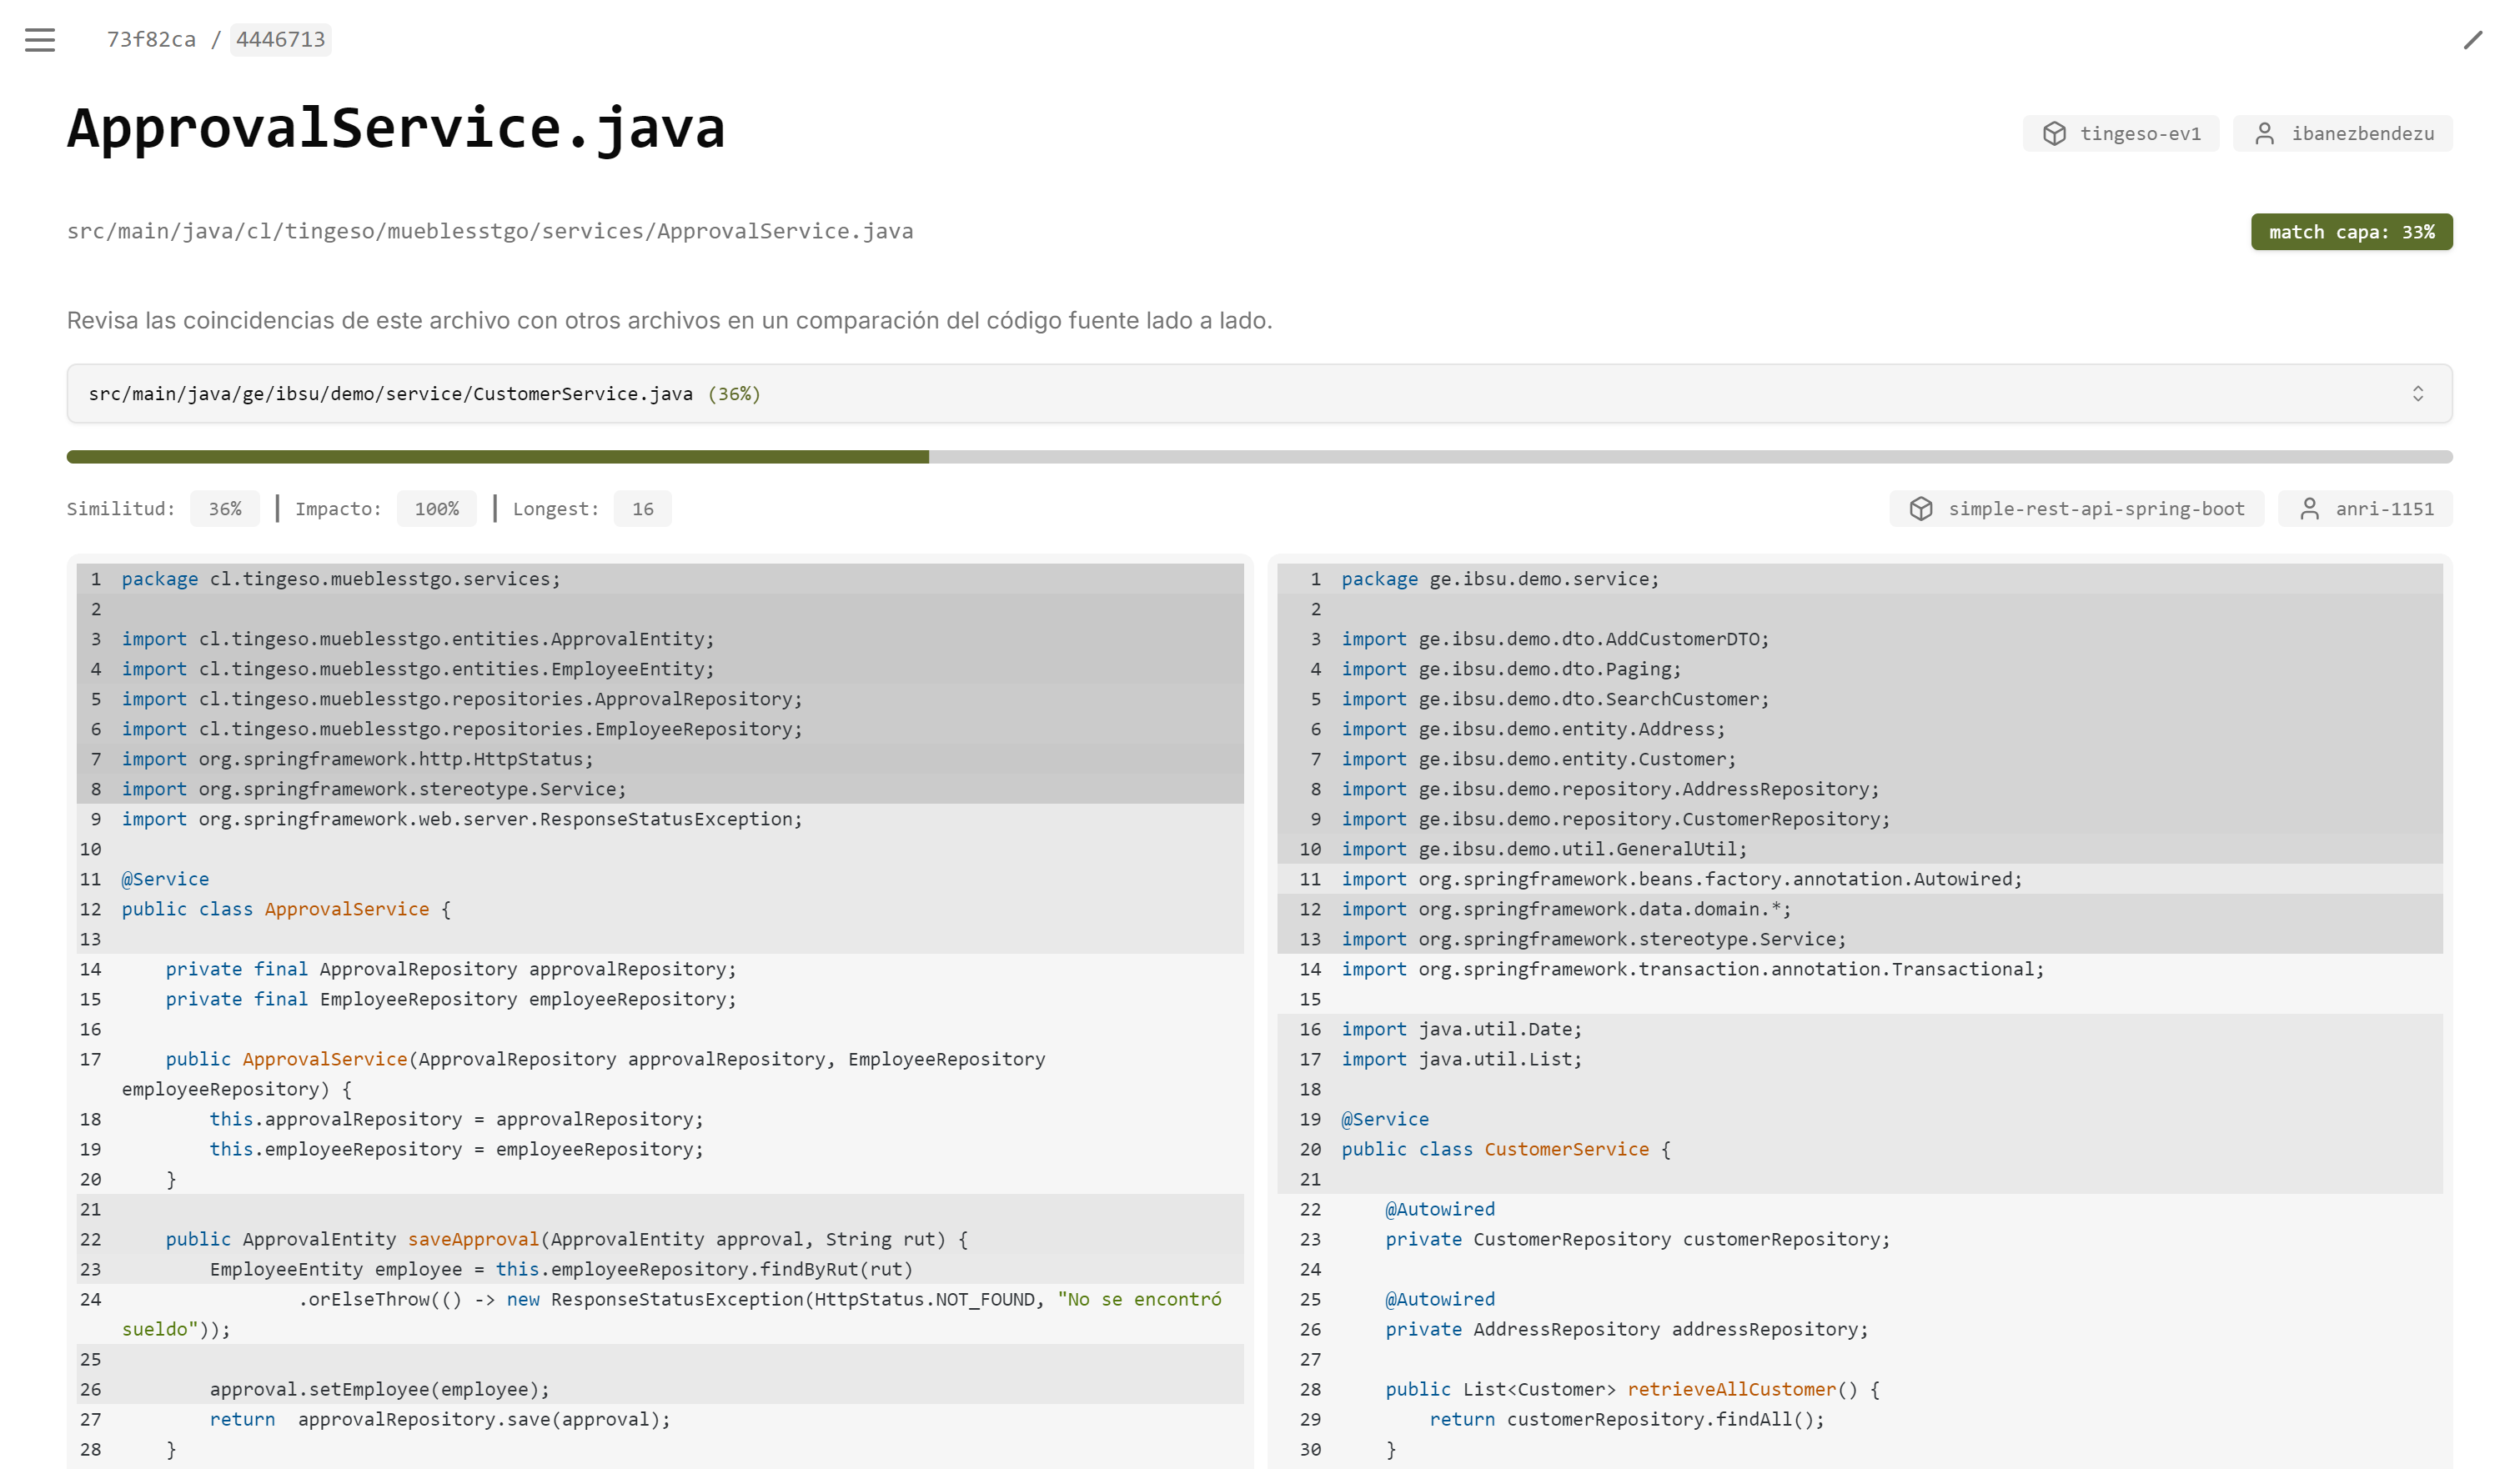 73f82ca / 4446713
ApprovalService.java
tingeso-ev1
ibanezbendezu
src/main/java/cl/tingeso/mueblesstgo/services/ApprovalService.java
match capa: 33%
Revisa las coincidencias de este archivo con otros archivos en un comparación del código fuente lado a lado.
src/main/java/ge/ibsu/demo/service/CustomerService.java (36%)
Similitud: 36% | Impacto: 100% | Longest: 16
simple-rest-api-spring-boot
anri-1151
1 package cl.tingeso.mueblesstgo.services;
2
3 import cl.tingeso.mueblesstgo.entities.ApprovalEntity;
4 import cl.tingeso.mueblesstgo.entities.EmployeeEntity;
5 import cl.tingeso.mueblesstgo.repositories.ApprovalRepository;
6 import cl.tingeso.mueblesstgo.repositories.EmployeeRepository;
7 import org.springframework.http.HttpStatus;
8 import org.springframework.stereotype.Service;
9 import org.springframework.web.server.ResponseStatusException;
10
11 @Service
12 public class ApprovalService {
13
14     private final ApprovalRepository approvalRepository;
15     private final EmployeeRepository employeeRepository;
16
17     public ApprovalService(ApprovalRepository approvalRepository, EmployeeRepository
employeeRepository) {
18         this.approvalRepository = approvalRepository;
19         this.employeeRepository = employeeRepository;
20     }
21
22     public ApprovalEntity saveApproval(ApprovalEntity approval, String rut) {
23         EmployeeEntity employee = this.employeeRepository.findByRut(rut)
24                 .orElseThrow(() -> new ResponseStatusException(HttpStatus.NOT_FOUND, "No se encontró
sueldo"));
25
26         approval.setEmployee(employee);
27         return  approvalRepository.save(approval);
28     }
1 package ge.ibsu.demo.service;
2
3 import ge.ibsu.demo.dto.AddCustomerDTO;
4 import ge.ibsu.demo.dto.Paging;
5 import ge.ibsu.demo.dto.SearchCustomer;
6 import ge.ibsu.demo.entity.Address;
7 import ge.ibsu.demo.entity.Customer;
8 import ge.ibsu.demo.repository.AddressRepository;
9 import ge.ibsu.demo.repository.CustomerRepository;
10 import ge.ibsu.demo.util.GeneralUtil;
11 import org.springframework.beans.factory.annotation.Autowired;
12 import org.springframework.data.domain.*;
13 import org.springframework.stereotype.Service;
14 import org.springframework.transaction.annotation.Transactional;
15
16 import java.util.Date;
17 import java.util.List;
18
19 @Service
20 public class CustomerService {
21
22     @Autowired
23     private CustomerRepository customerRepository;
24
25     @Autowired
26     private AddressRepository addressRepository;
27
28     public List<Customer> retrieveAllCustomer() {
29         return customerRepository.findAll();
30     }